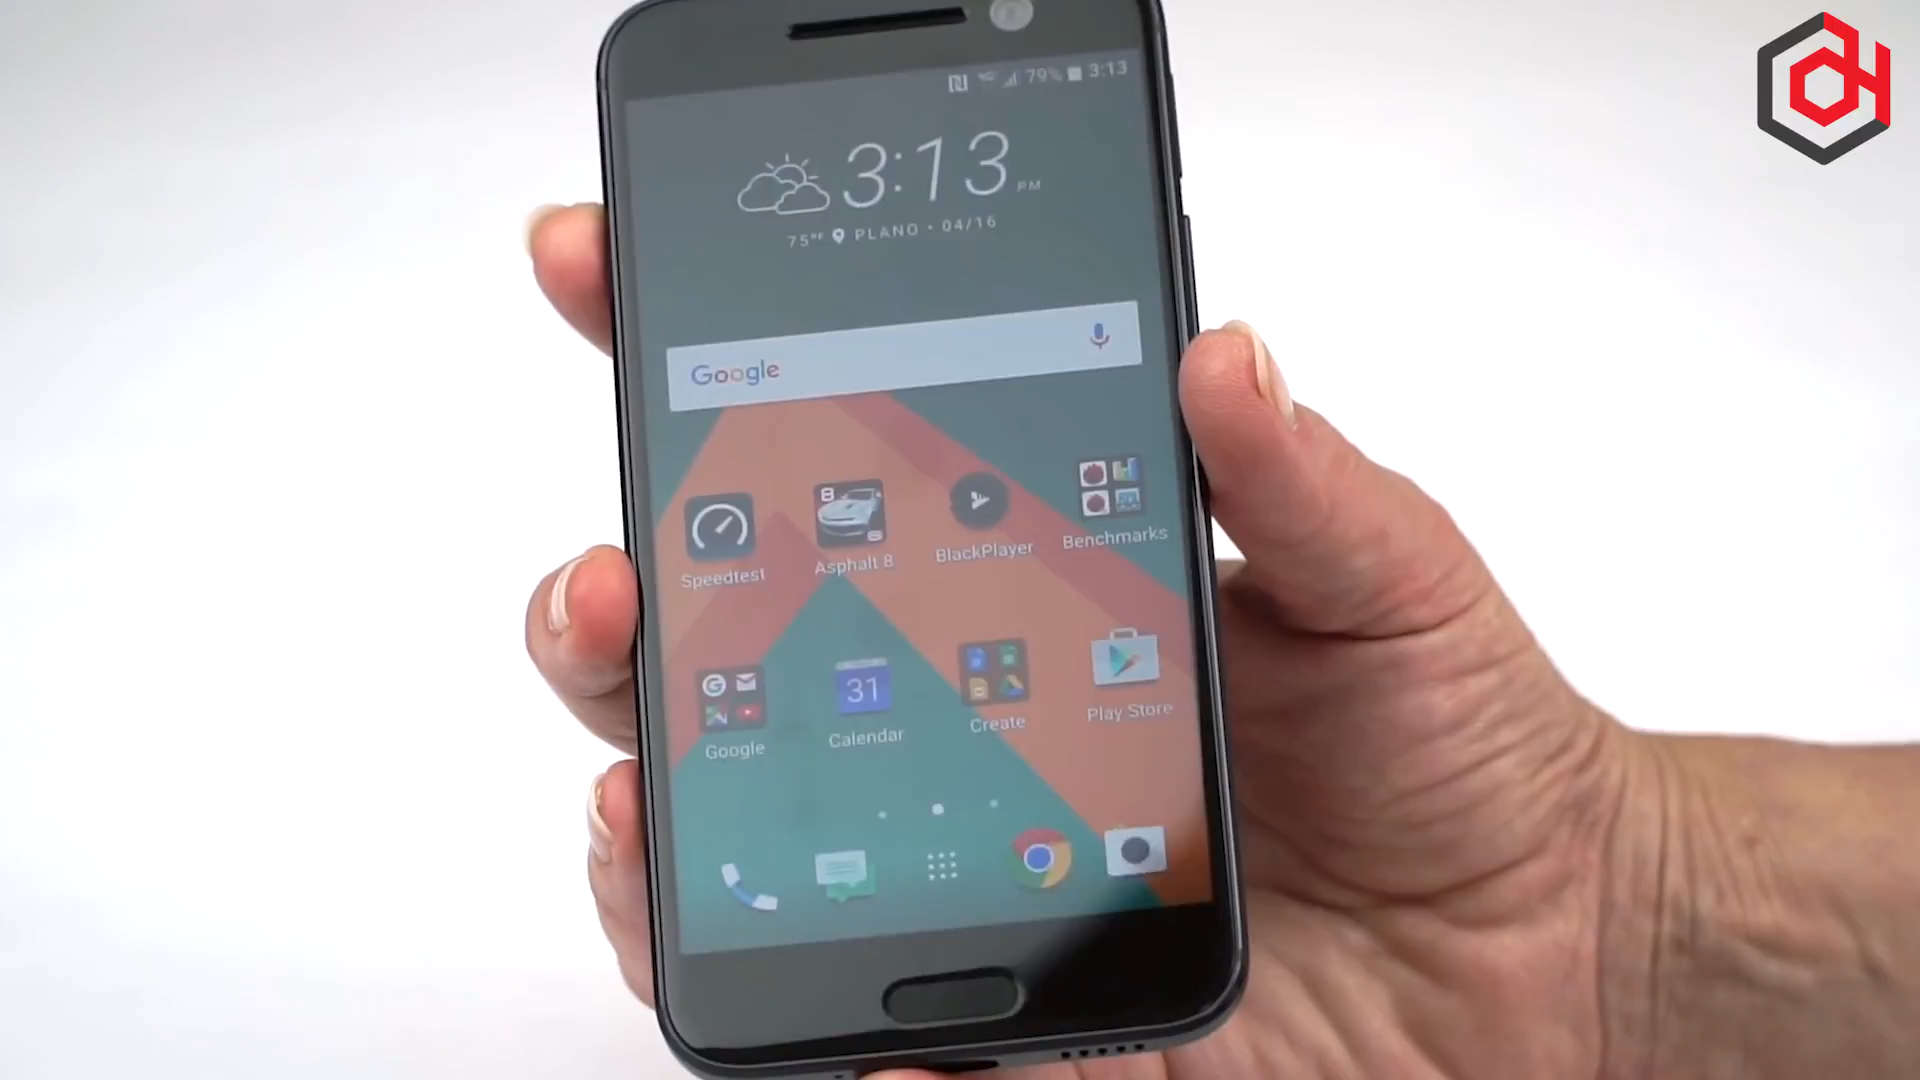 79% 3:13
3:13 PM
75°F PLANO • 04/16
Google
8
Speedtest
Asphalt 8
BlackPlayer
Benchmarks
31
Google
Calendar
Create
Play Store